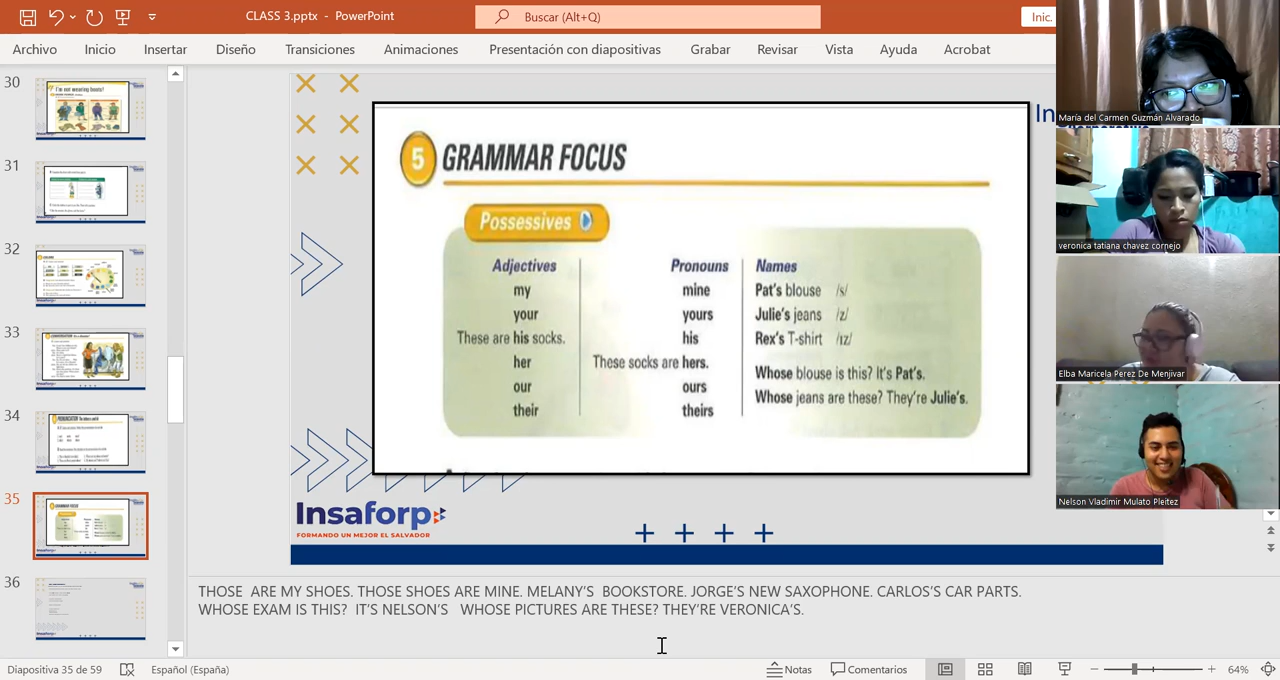 CLASS 3.pptx - PowerPoint
Buscar (Alt+Q)
Inic.
Archivo Inicio Insertar Diseño Transiciones Animaciones Presentación con diapositivas Grabar Revisar Vista Ayuda Acrobat
30
31
32
33
34
35
36
In
5 GRAMMAR FOCUS
Possessives
Adjectives Pronouns Names
my mine Pat's blouse /s/
your yours Julie's jeans /z/
These are his socks. his Rex's T-shirt /ɪz/
her These socks are hers.
Whose blouse is this? It's Pat's.
our ours
Whose jeans are these? They're Julie's.
their theirs
Insaforp
FORMANDO UN MEJOR EL SALVADOR
María del Carmen Guzmán Alvarado
veronica tatiana chavez cornejo
Elba Maricela Perez De Menjivar
Nelson Vladimir Mulato Pleitez
THOSE ARE MY SHOES. THOSE SHOES ARE MINE. MELANY'S BOOKSTORE. JORGE'S NEW SAXOPHONE. CARLOS'S CAR PARTS.
WHOSE EXAM IS THIS? IT'S NELSON'S WHOSE PICTURES ARE THESE? THEY'RE VERONICA'S.
Diapositiva 35 de 59 Español (España) Notas Comentarios 64%